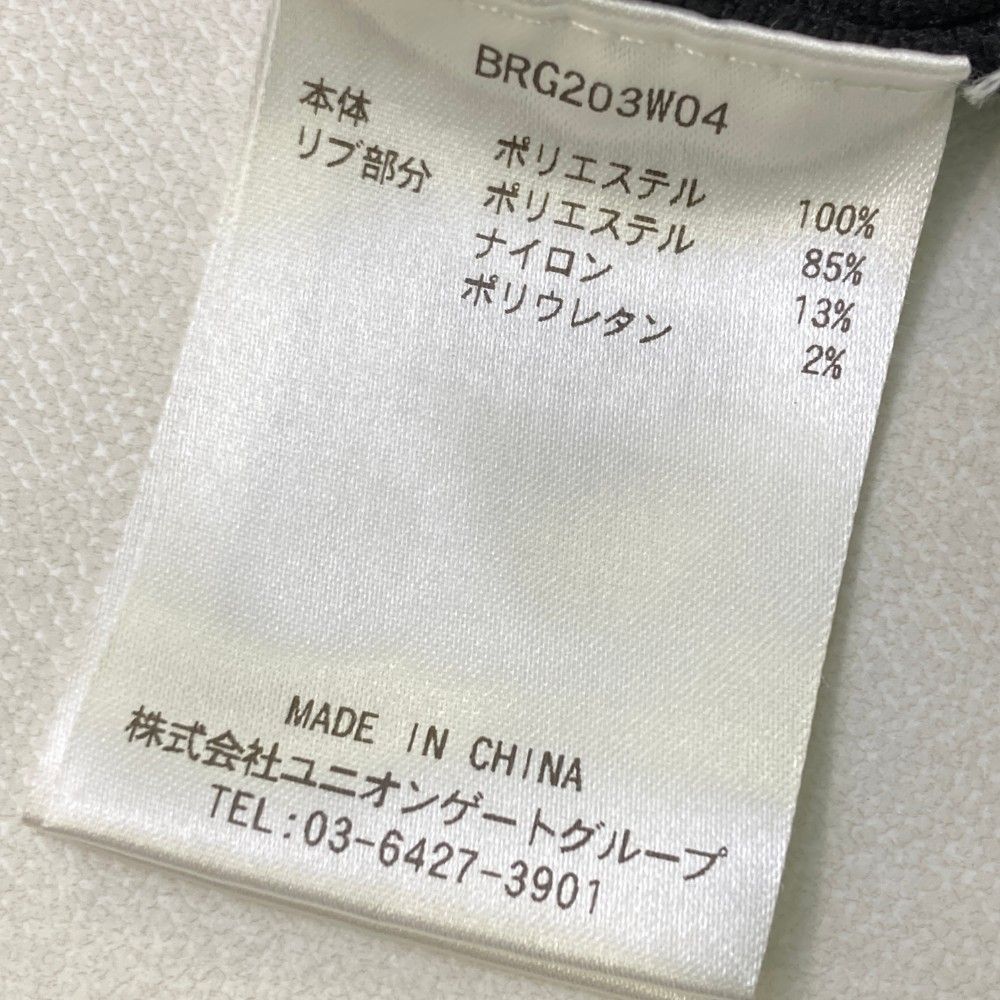 BRG203W04
本体 ポリエステル 100%
リブ部分 ポリエステル 85%
ナイロン 13%
ポリウレタン 2%
MADE IN CHINA
株式会社ユニオンゲートグループ
TEL:03-6427-3901